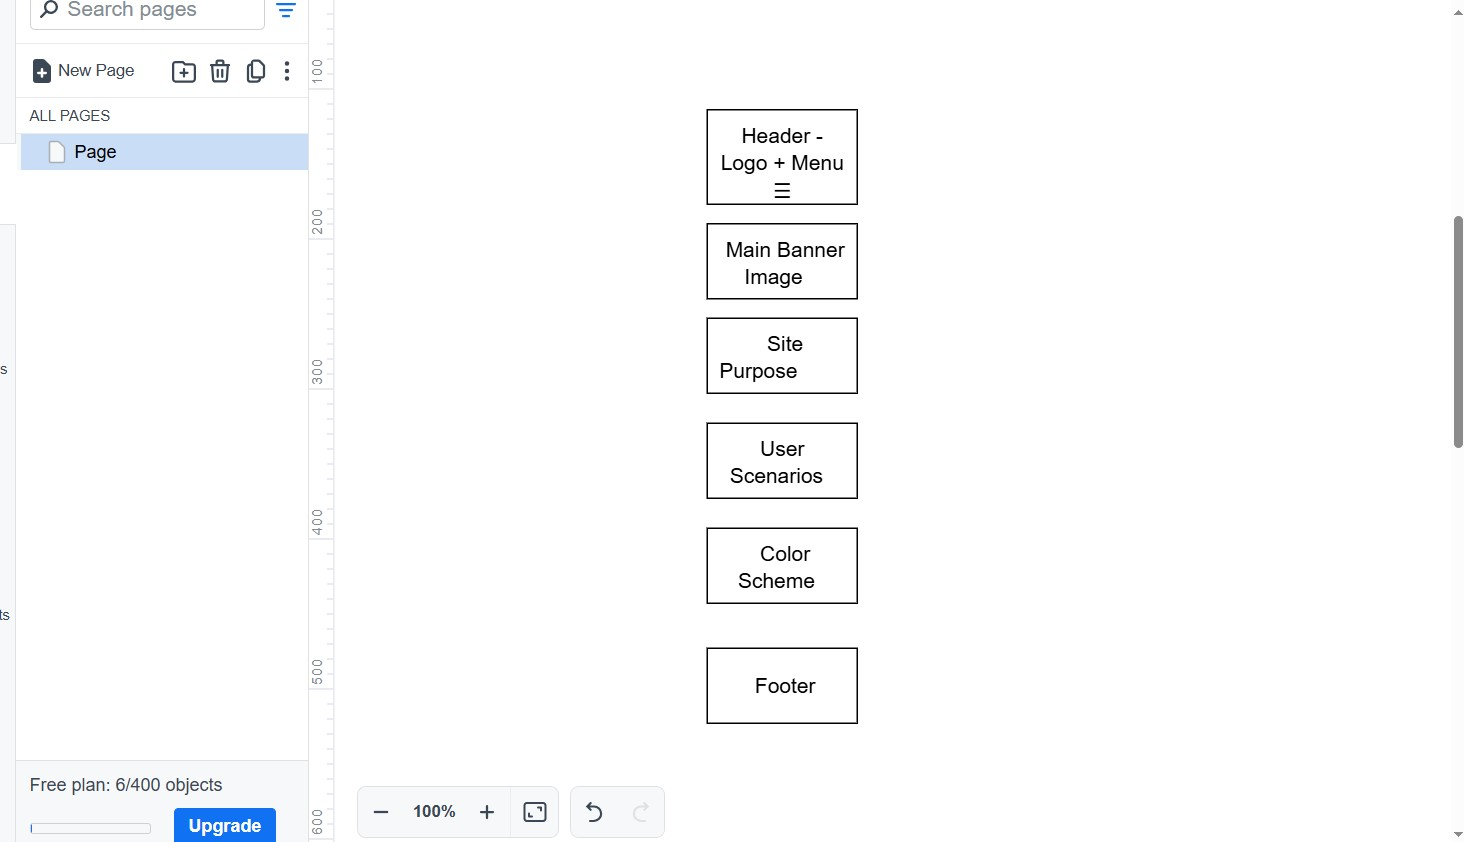 Search pages
New Page
ALL PAGES
Page
s
ts
Free plan: 6/400 objects
Upgrade
100
200
300
400
500
600
Header -
Logo + Menu
☰
Main Banner
Image
Site
Purpose
User
Scenarios
Color
Scheme
Footer
100%